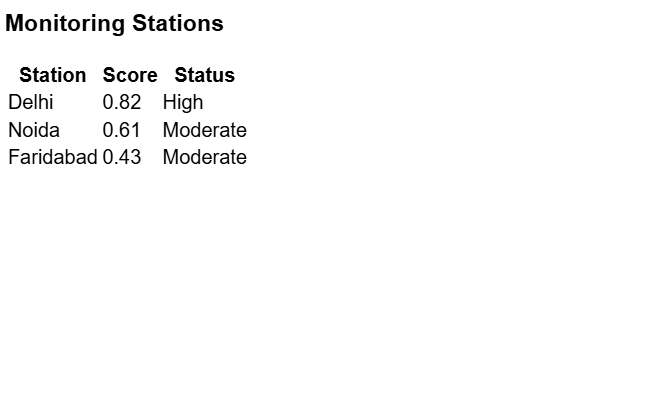 Monitoring Stations
Station Score Status
Delhi 0.82 High
Noida 0.61 Moderate
Faridabad 0.43 Moderate